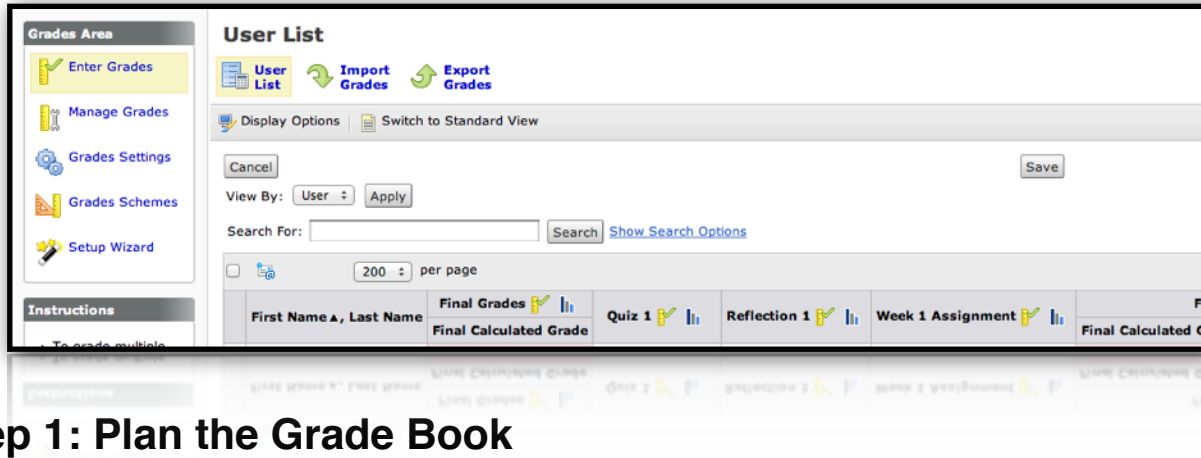 Grades Area
Enter Grades
Manage Grades
Grades Settings
Grades Schemes
Setup Wizard
Instructions
To grade multiple
User List
User List
Import Grades
Export Grades
Display Options
Switch to Standard View
Cancel
Save
View By: User Apply
Search For: Search Show Search Options
200 per page
First Name ▲, Last Name
Final Grades
Final Calculated Grade
Quiz 1
Reflection 1
Week 1 Assignment
F
Final Calculated G
ep 1: Plan the Grade Book